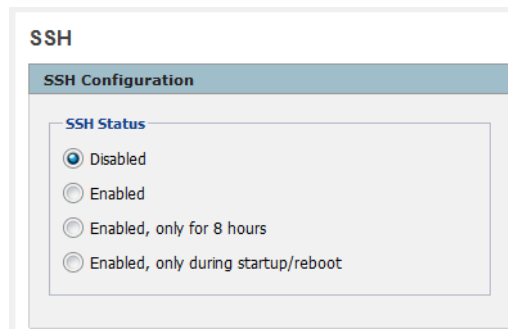 SSH
SSH Configuration
SSH Status
Disabled
Enabled
Enabled, only for 8 hours
Enabled, only during startup/reboot